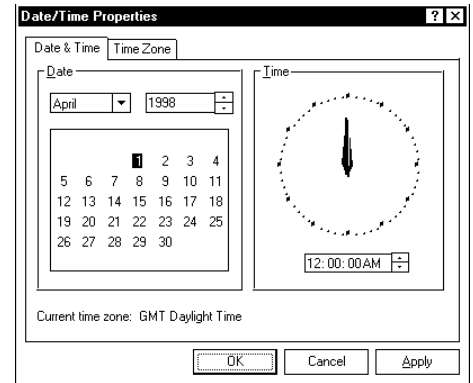 Date/Time Properties
Date & Time Time Zone
Date
April 1998
1 2 3 4
5 6 7 8 9 10 11
12 13 14 15 16 17 18
19 20 21 22 23 24 25
26 27 28 29 30
Time
12:00:00AM
Current time zone: GMT Daylight Time
OK Cancel Apply